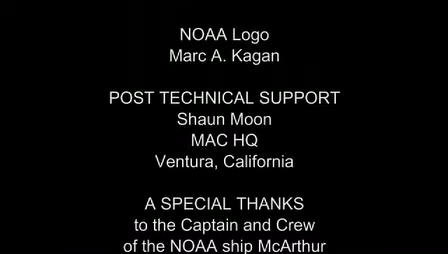 NOAA Logo
Marc A. Kagan
POST TECHNICAL SUPPORT
Shaun Moon
MAC HQ
Ventura, California
A SPECIAL THANKS
to the Captain and Crew
of the NOAA ship McArthur